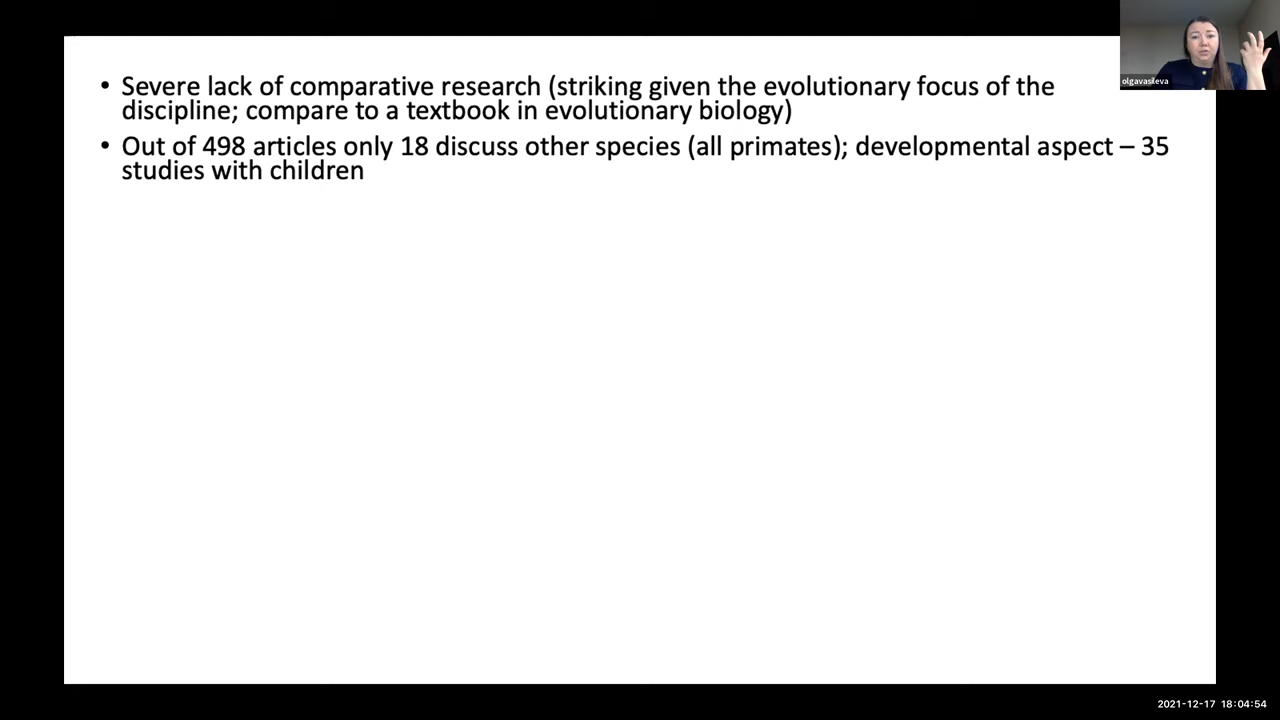 • Severe lack of comparative research (striking given the evolutionary focus of the
discipline; compare to a textbook in evolutionary biology)
• Out of 498 articles only 18 discuss other species (all primates); developmental aspect – 35
studies with children
olgavasileva
2021-12-17 18:04:54